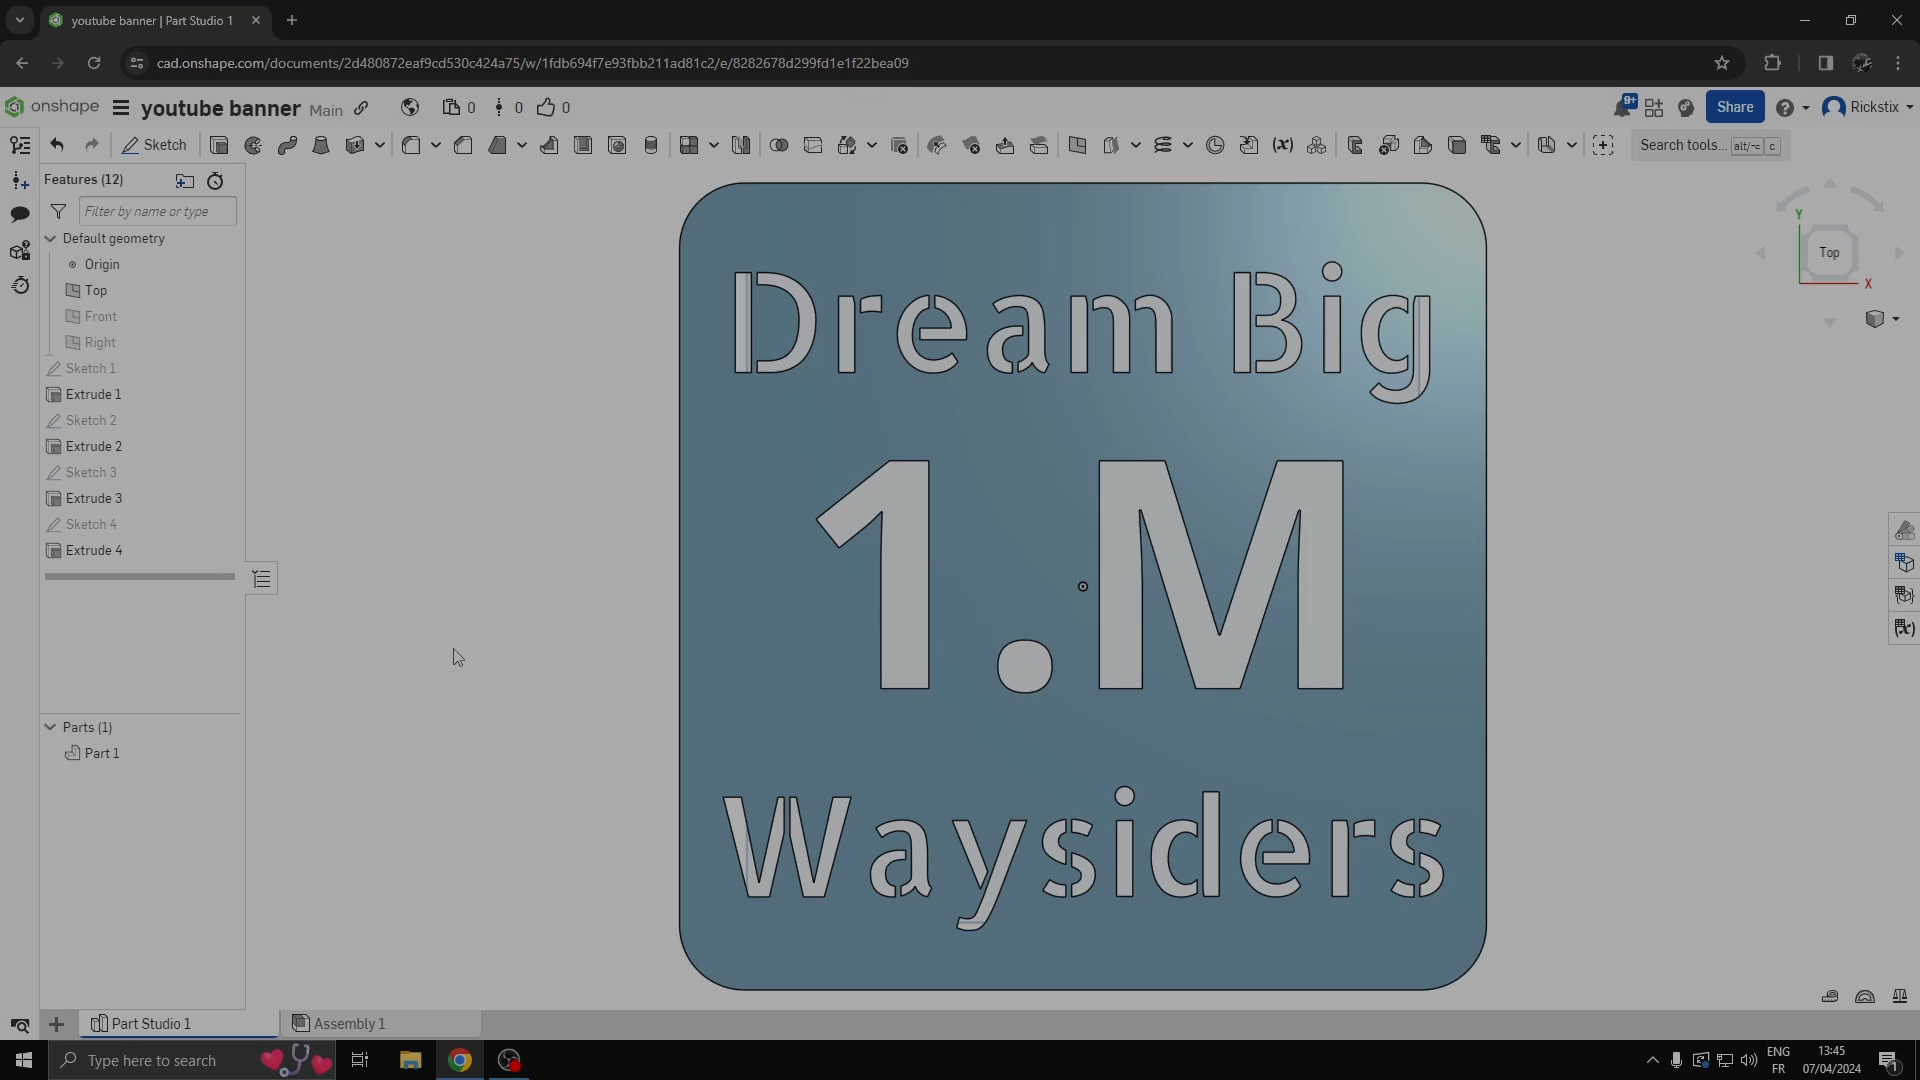 youtube banner | Part Studio 1
cad.onshape.com/documents/2d480872eaf9cd530c424a75/w/1fdb694f7e93fbb211ad81c2/e/8282678d299fd1e1f22bea09
onshape youtube banner Main 0 0 0 9+ Share Rickstix
Sketch (x) Search tools... alt/⌥ c
Features (12)
Filter by name or type
Default geometry
Origin
Top
Front
Right
Sketch 1
Extrude 1
Sketch 2
Extrude 2
Sketch 3
Extrude 3
Sketch 4
Extrude 4
Parts (1)
Part 1
Dream Big
1.M
Waysiders
Y
Top
X
(x)
Part Studio 1 Assembly 1
Type here to search
ENG
FR
13:45
07/04/2024
1